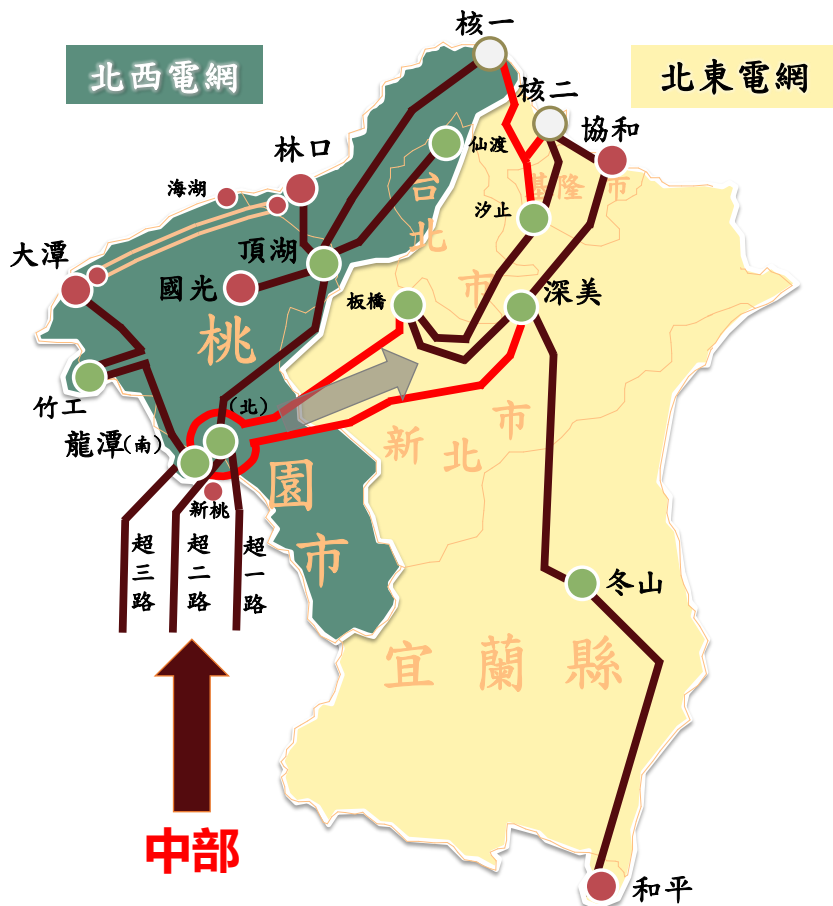 核一
北西電網
北東電網
核二
協和
林口
仙渡
海湖
台北市
基隆市
汐止
大潭
頂湖
國光
板橋
深美
桃園市
竹工
(北)
龍潭(南)
新北市
新桃
超三路
超二路
超一路
冬山
宜蘭縣
中部
和平